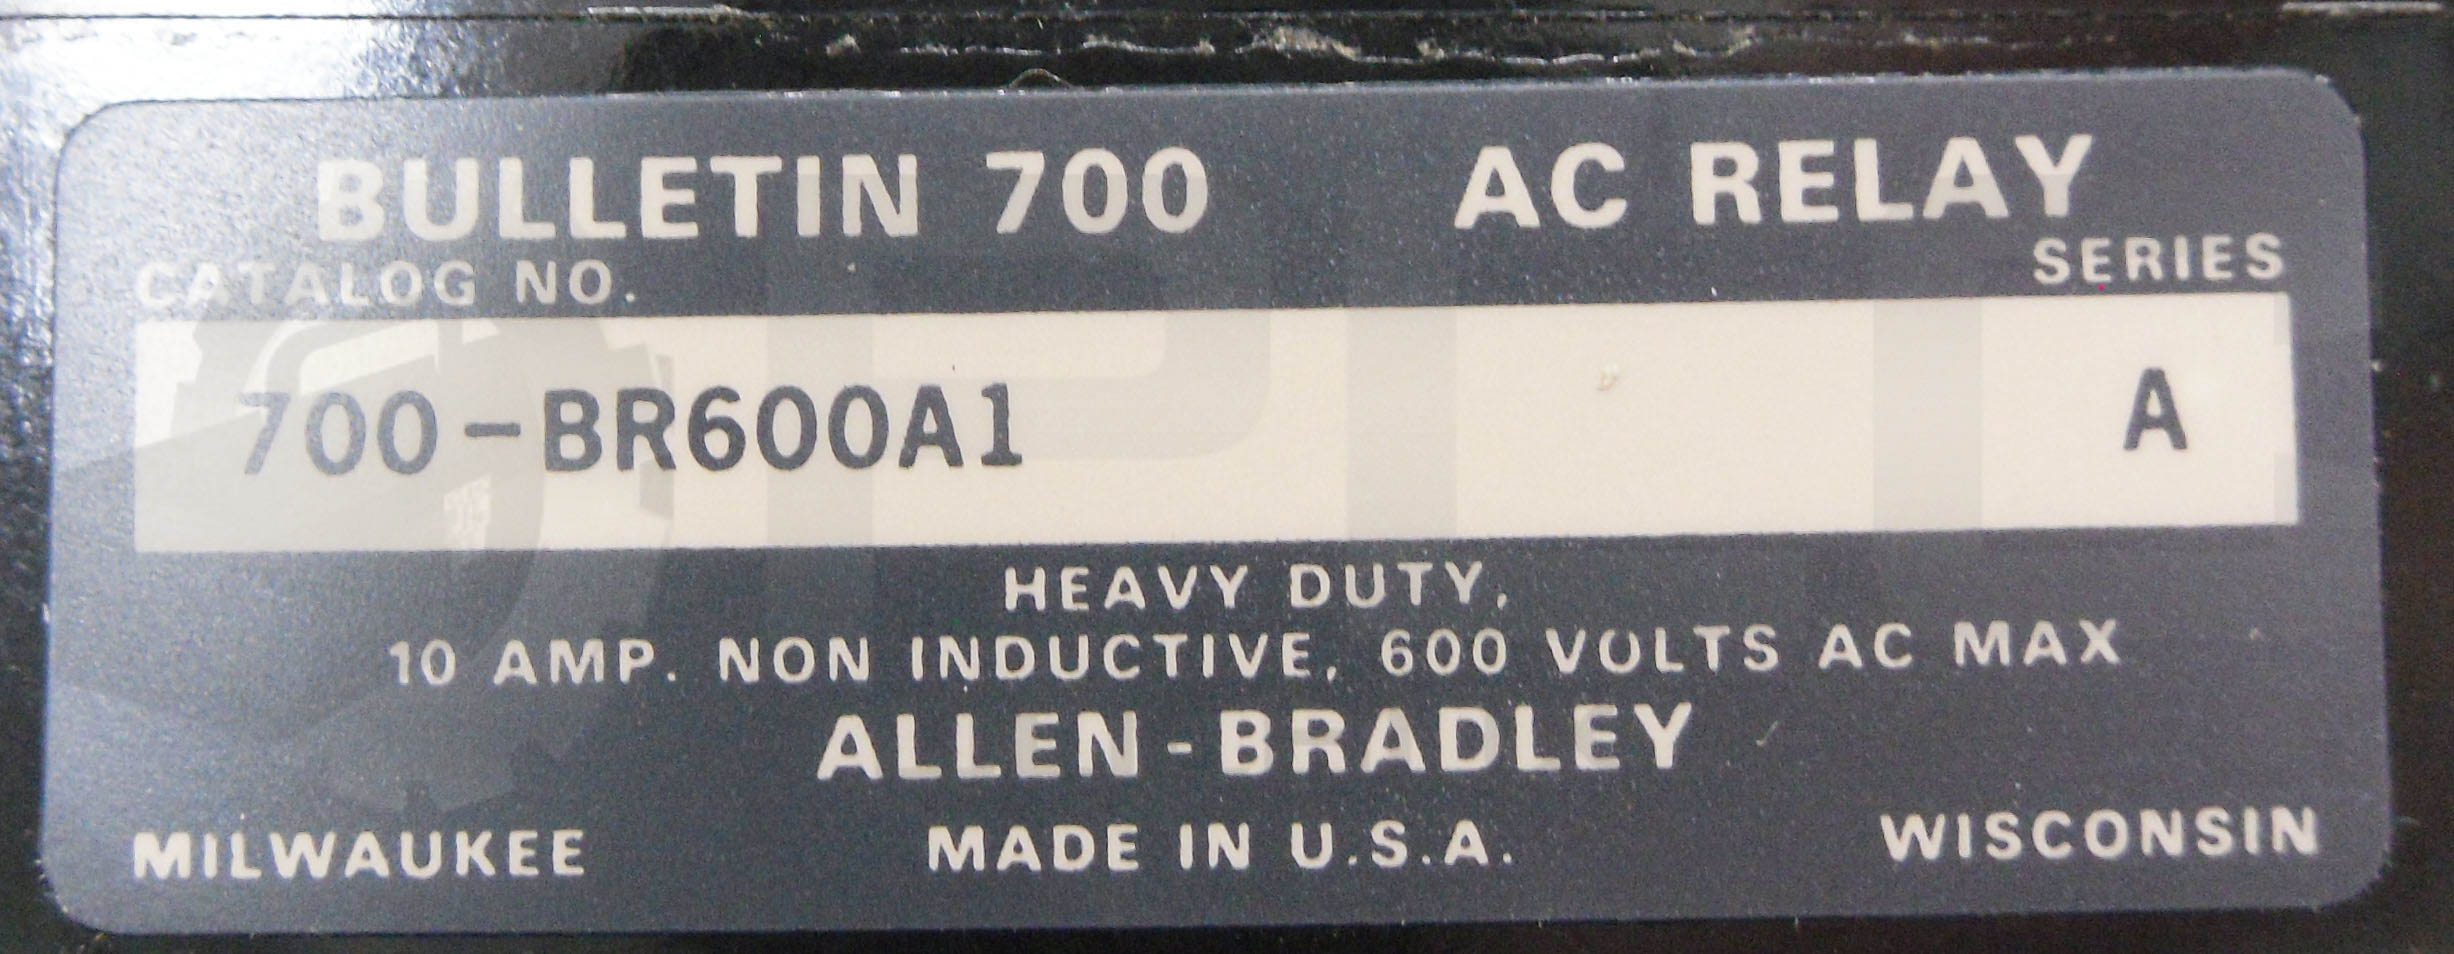 BULLETIN 700 AC RELAY
CATALOG NO. SERIES
700-BR600A1 A
HEAVY DUTY,
10 AMP. NON INDUCTIVE, 600 VOLTS AC MAX
ALLEN-BRADLEY
MILWAUKEE MADE IN U.S.A. WISCONSIN